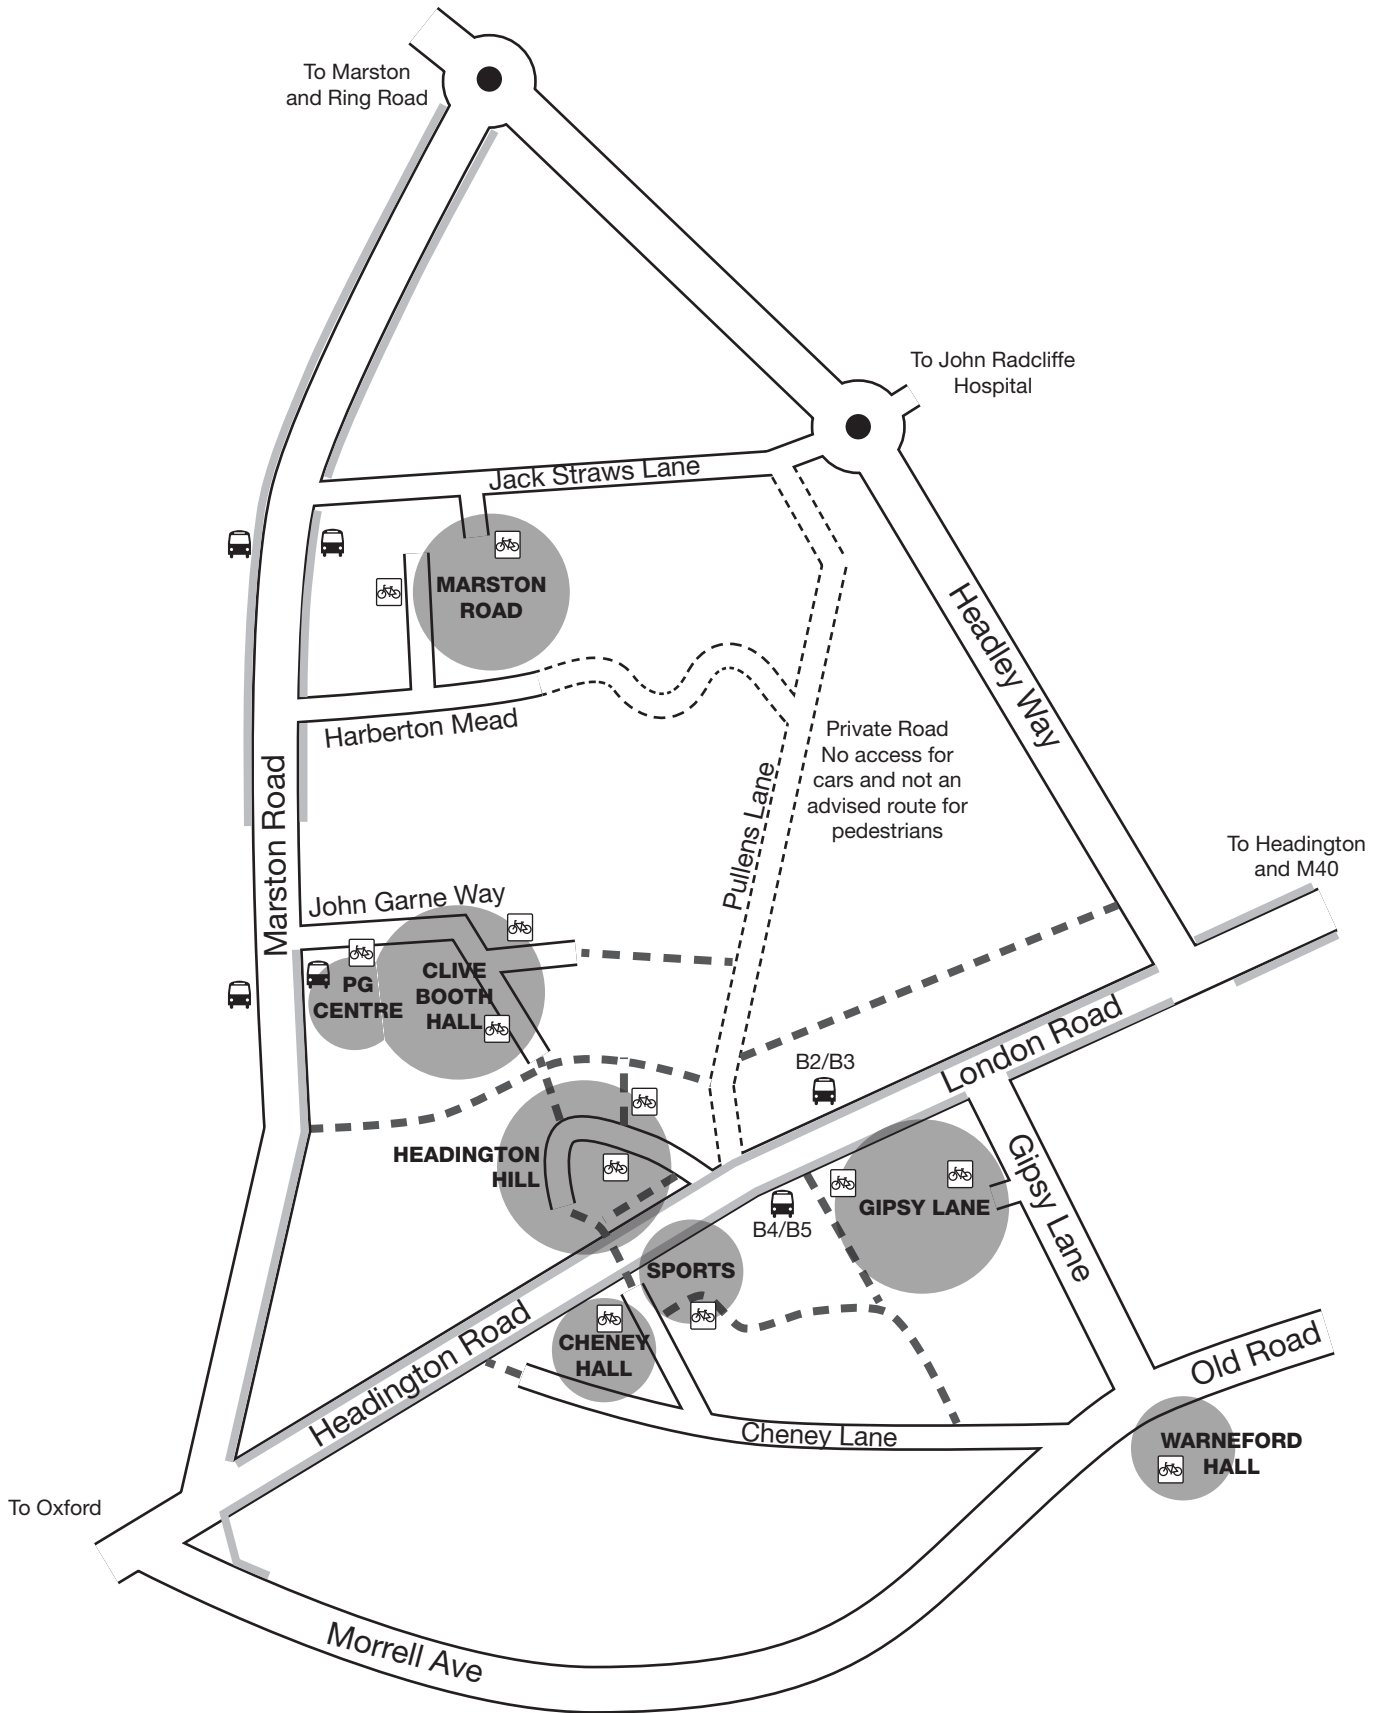 To Marston
and Ring Road
To John Radcliffe
Hospital
Jack Straws Lane
MARSTON
ROAD
Headley Way
Harberton Mead
Private Road
No access for
cars and not an
advised route for
pedestrians
Pullens Lane
Marston Road
To Headington
and M40
John Garne Way
CLIVE
BOOTH
HALL
PG
CENTRE
London Road
B2/B3
HEADINGTON
HILL
Gipsy Lane
GIPSY LANE
B4/B5
SPORTS
CHENEY
HALL
Headington Road
Old Road
Cheney Lane
WARNEFORD
HALL
To Oxford
Morrell Ave